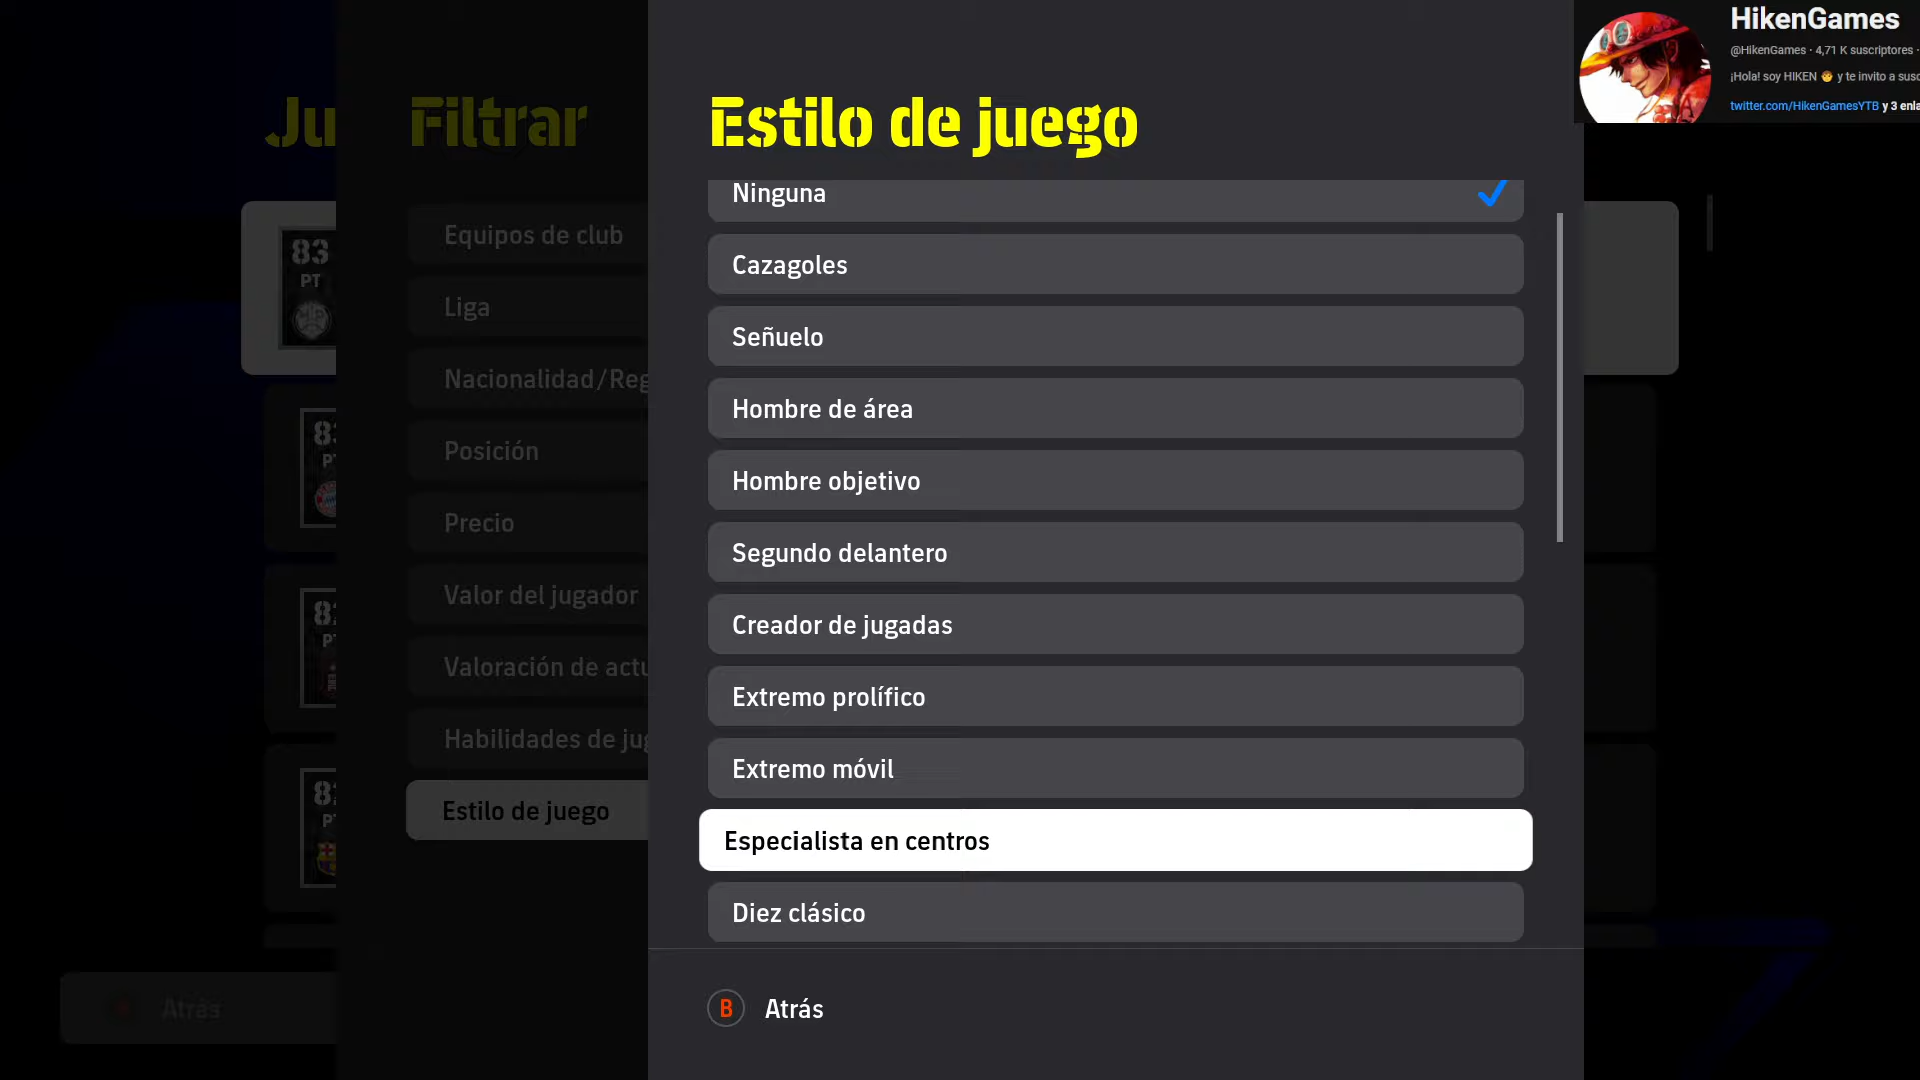 HikenGames
@HikenGames · 4,71 K suscriptores ·
¡Hola! soy HIKEN 🧒 y te invito a susc
twitter.com/HikenGamesYTB y 3 enla
Ju
Filtrar
Estilo de juego
83
PT
Equipos de club
Liga
Nacionalidad/Reg
Posición
Precio
Valor del jugador
Valoración de actu
Habilidades de jug
Estilo de juego
Ninguna
Cazagoles
Señuelo
Hombre de área
Hombre objetivo
Segundo delantero
Creador de jugadas
Extremo prolífico
Extremo móvil
Especialista en centros
Diez clásico
B Atrás
Atrás